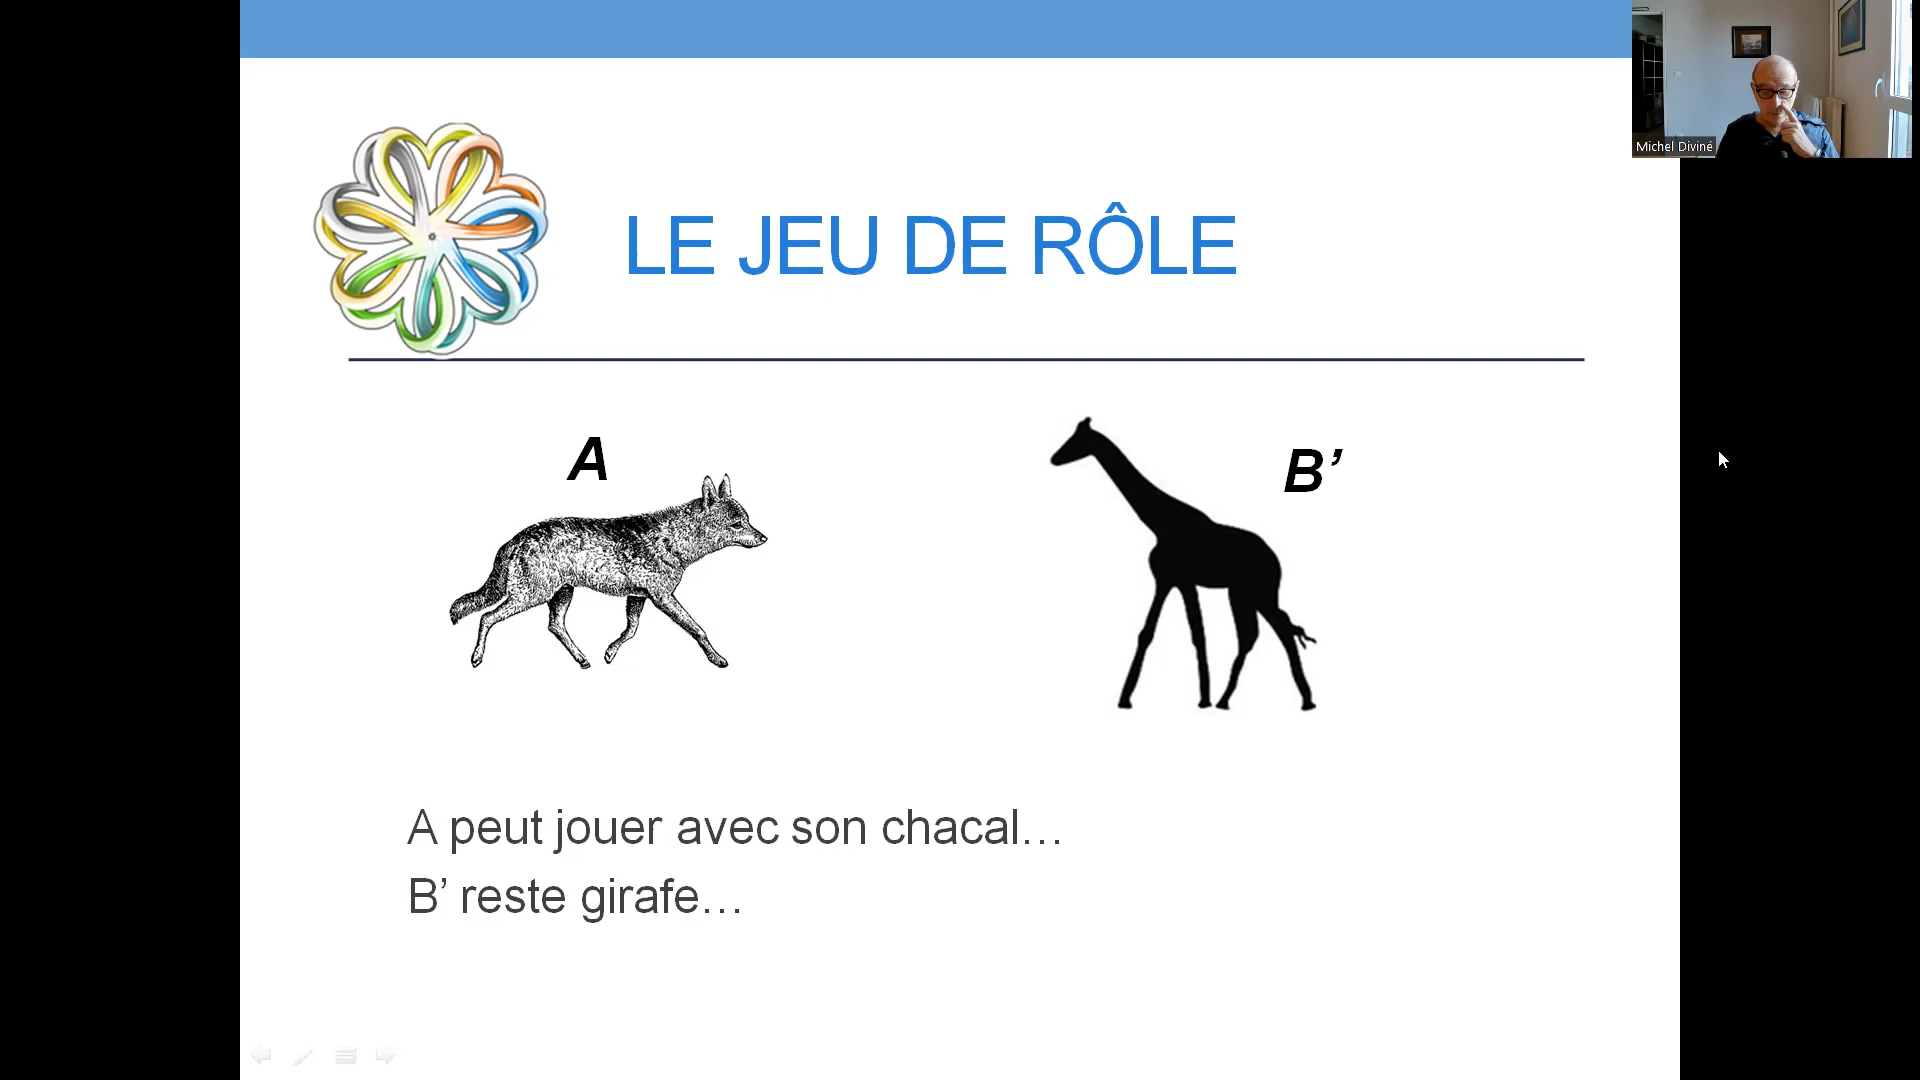 Michel Diviné
LE JEU DE RÔLE
A
B’
A peut jouer avec son chacal…
B’ reste girafe…